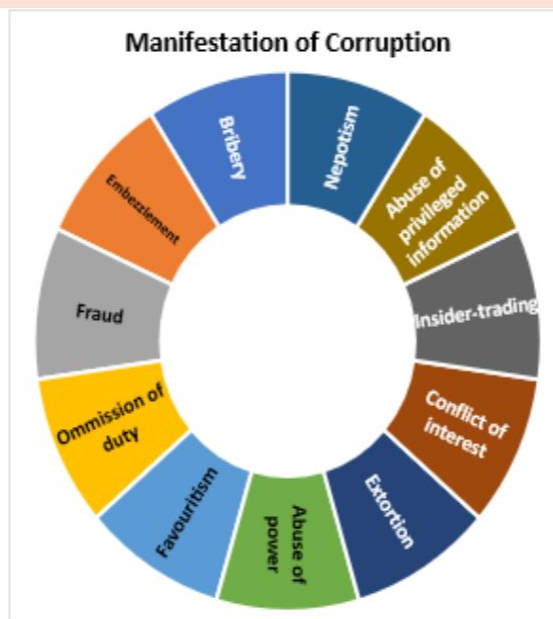 Manifestation of Corruption
Nepotism
Abuse of
privileged
information
Insider-trading
Conflict of
interest
Extortion
Abuse of
power
Favouritism
Ommission of
duty
Fraud
Embezzlement
Bribery